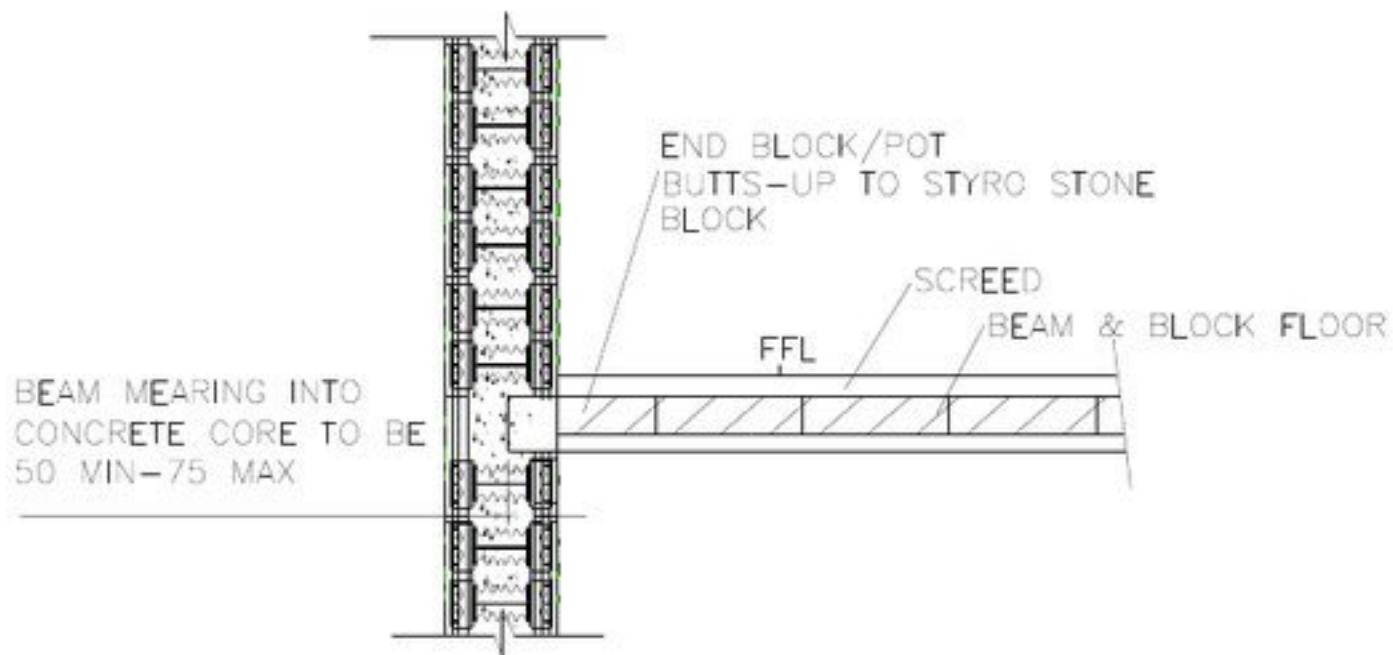 END BLOCK/POT
BUTTS-UP TO STYRO STONE
BLOCK
SCREED
BEAM & BLOCK FLOOR
FFL
BEAM MEARING INTO
CONCRETE CORE TO BE
50 MIN-75 MAX